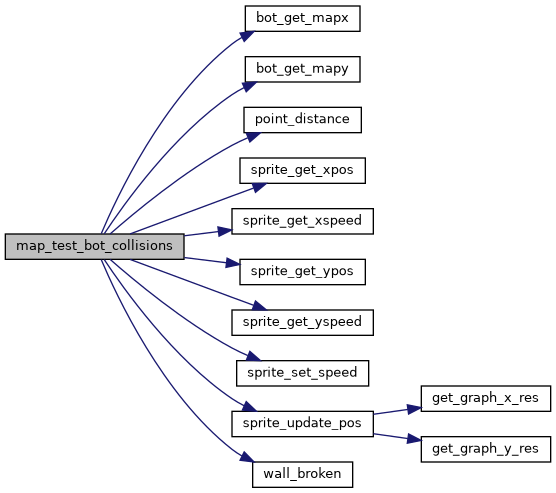 bot_get_mapx
bot_get_mapy
point_distance
sprite_get_xpos
sprite_get_xspeed
map_test_bot_collisions
sprite_get_ypos
sprite_get_yspeed
sprite_set_speed
get_graph_x_res
sprite_update_pos
get_graph_y_res
wall_broken